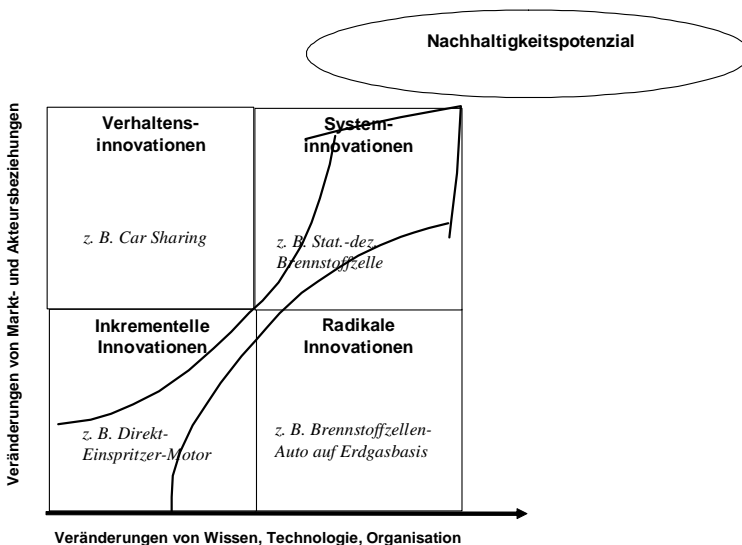 Nachhaltigkeitspotenzial
Veränderungen von Markt- und Akteursbeziehungen
Verhaltens-
innovationen
z. B. Car Sharing
System-
innovationen
z. B. Stat.-dez.
Brennstoffzelle
Inkrementelle
Innovationen
z. B. Direkt-
Einspritzer-Motor
Radikale
Innovationen
z. B. Brennstoffzellen-
Auto auf Erdgasbasis
Veränderungen von Wissen, Technologie, Organisation